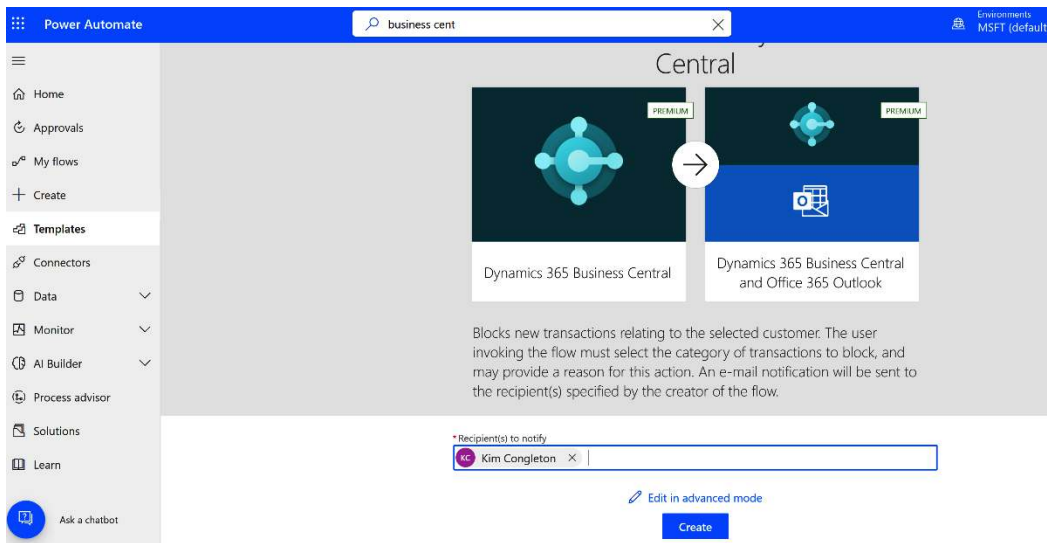 Power Automate
business cent
Environments
MSFT (default
Home
Approvals
My flows
Create
Templates
Connectors
Data
Monitor
AI Builder
Process advisor
Solutions
Learn
Ask a chatbot
Central
PREMIUM
PREMIUM
Dynamics 365 Business Central
Dynamics 365 Business Central
and Office 365 Outlook
Blocks new transactions relating to the selected customer. The user
invoking the flow must select the category of transactions to block, and
may provide a reason for this action. An e-mail notification will be sent to
the recipient(s) specified by the creator of the flow.
*Recipient(s) to notify
KC Kim Congleton
Edit in advanced mode
Create